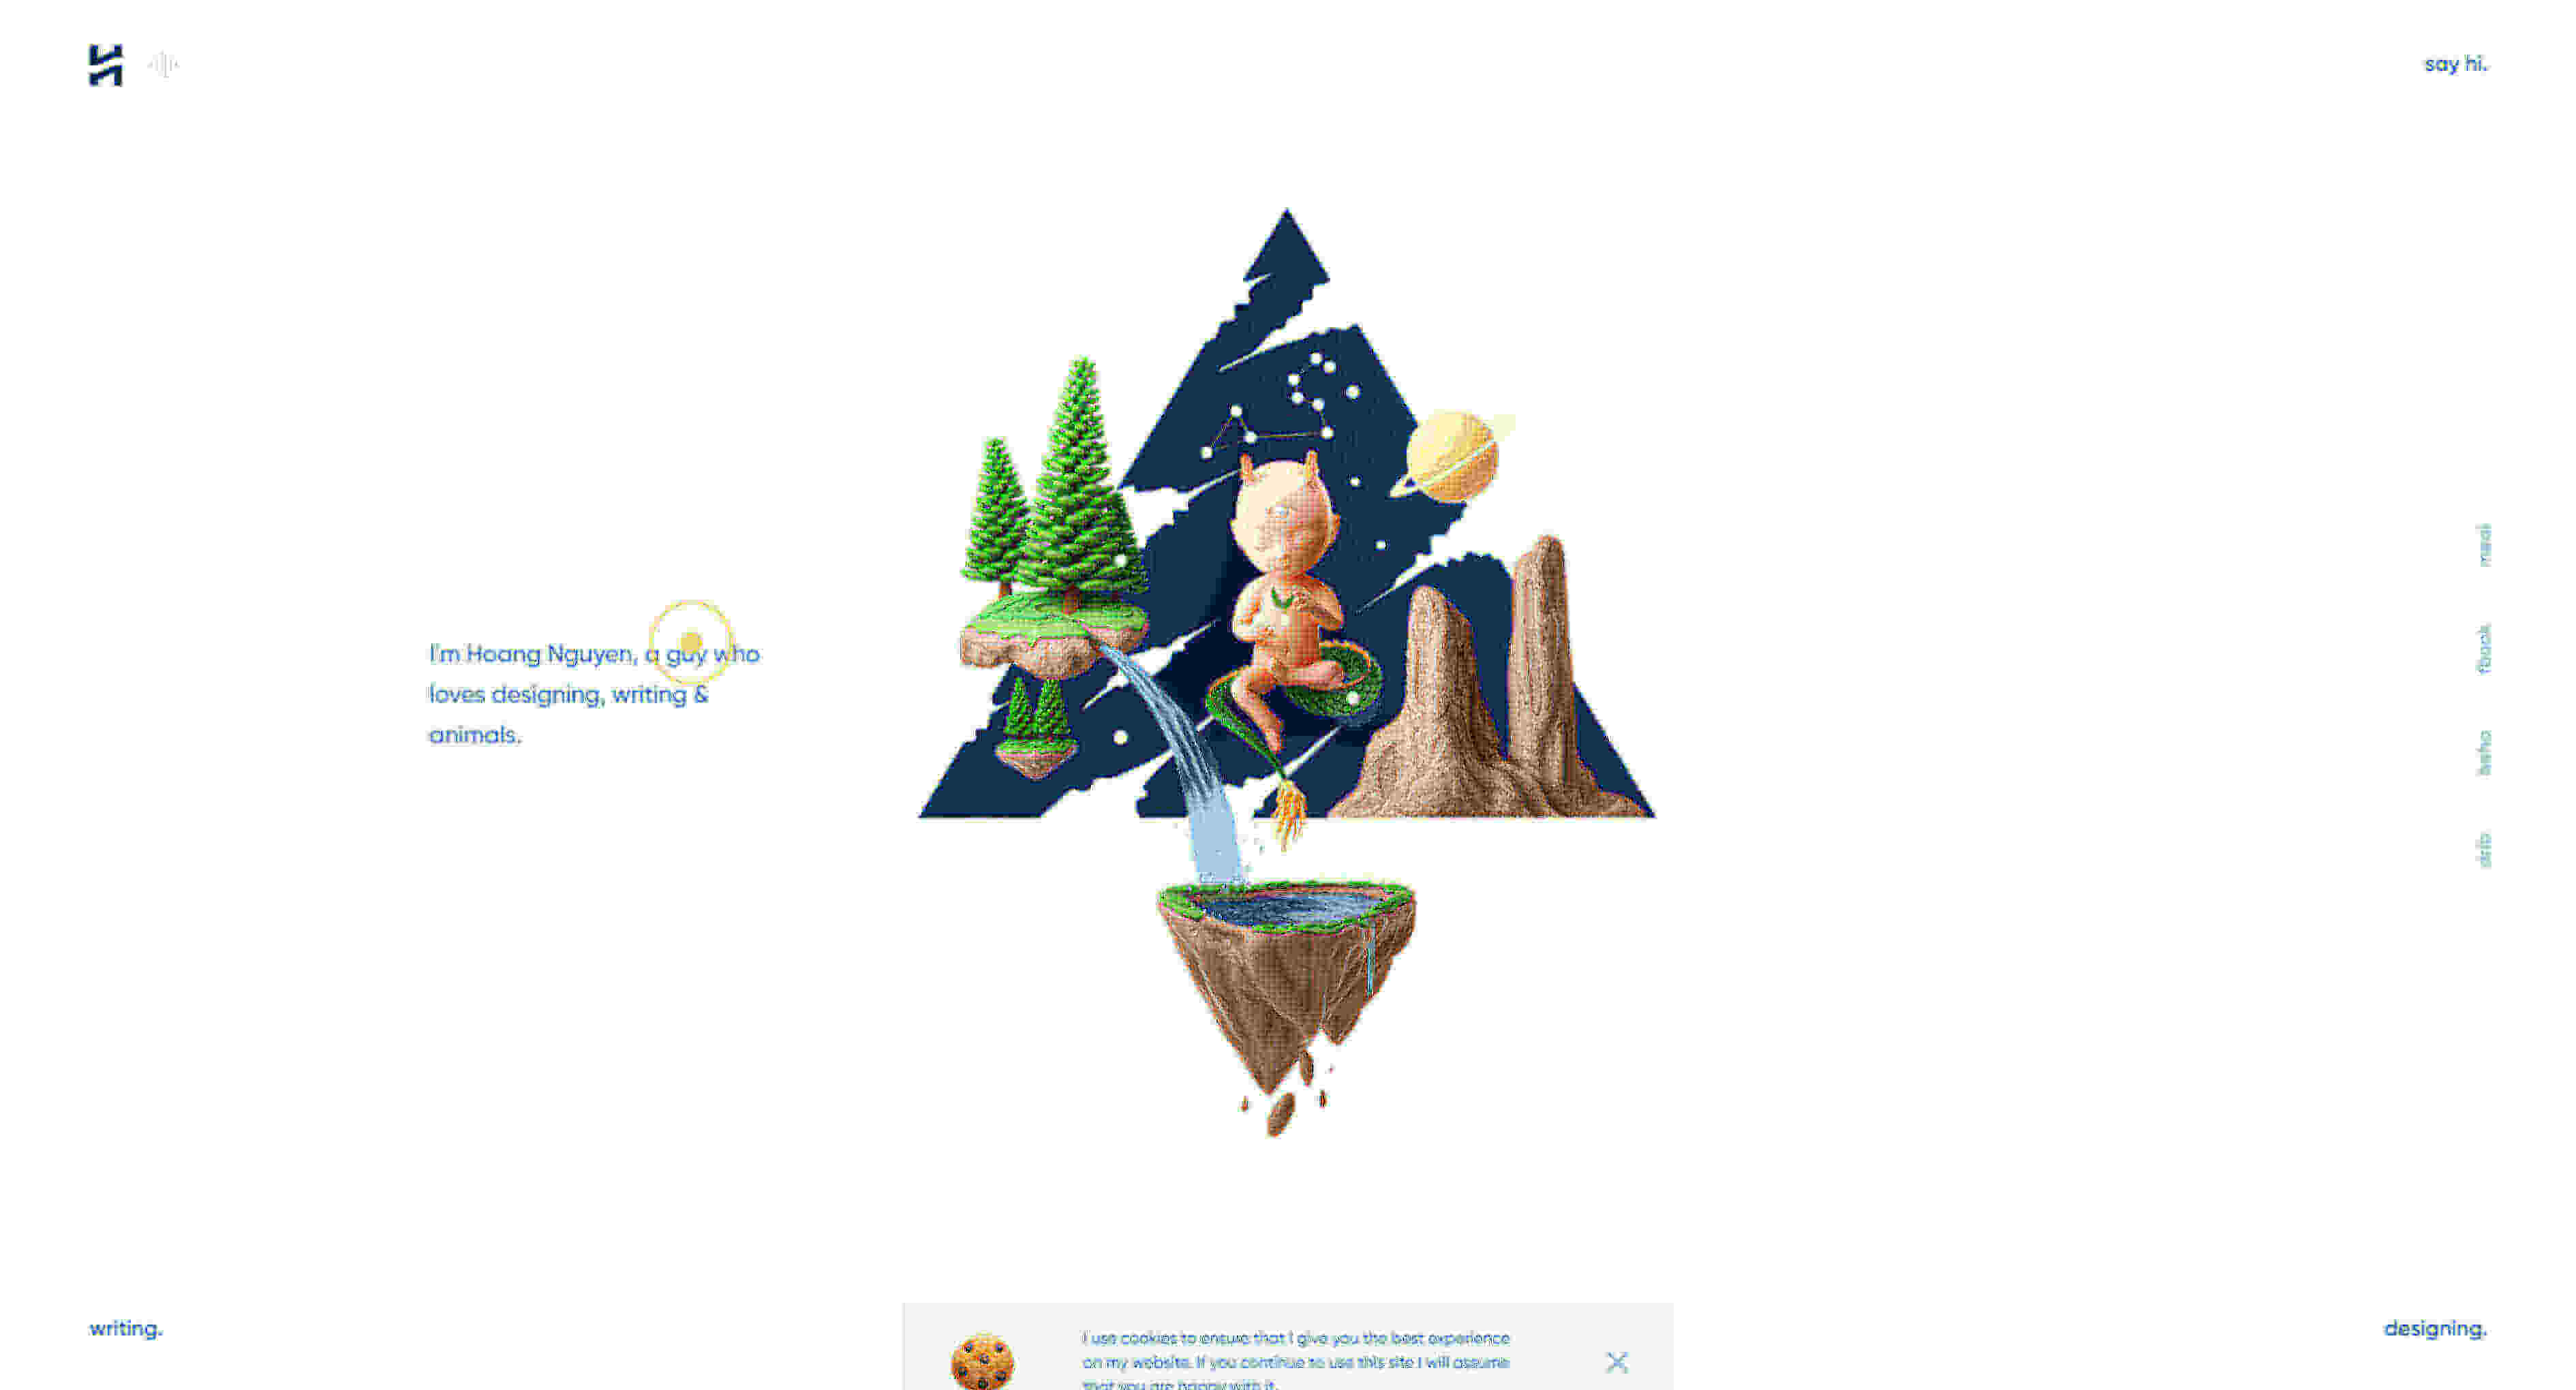 say hi.
I'm Hoang Nguyen, a guy who
loves designing, writing &
animals.
fbook
beha
drib
writing.
designing.
I use cookies to ensure that I give you the best experience
on my website. If you continue to use this site I will assume
that you are happy with it.